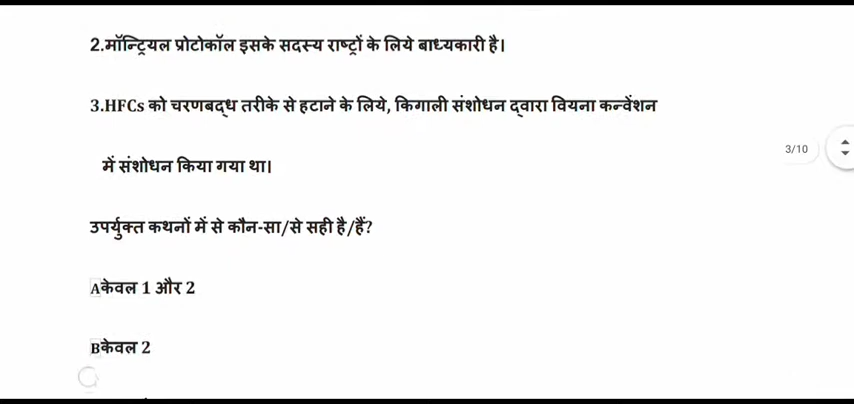 2.मॉन्ट्रियल प्रोटोकॉल इसके सदस्य राष्ट्रों के लिये बाध्यकारी है।
3.HFCs को चरणबद्ध तरीके से हटाने के लिये, किगाली संशोधन द्वारा वियना कन्वेंशन
3/10
में संशोधन किया गया था।
उपर्युक्त कथनों में से कौन-सा/से सही है/हैं?
Aकेवल 1 और 2
Bकेवल 2